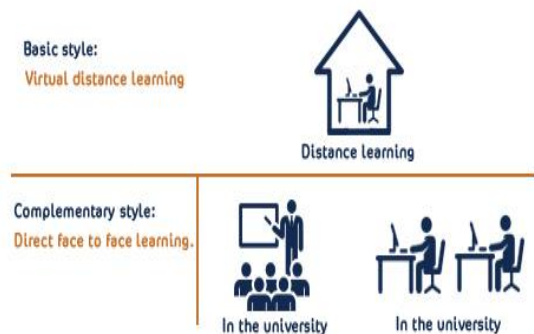 Basic style:
Virtual distance learning
Distance learning
Complementary style:
Direct face to face learning.
In the university
In the university